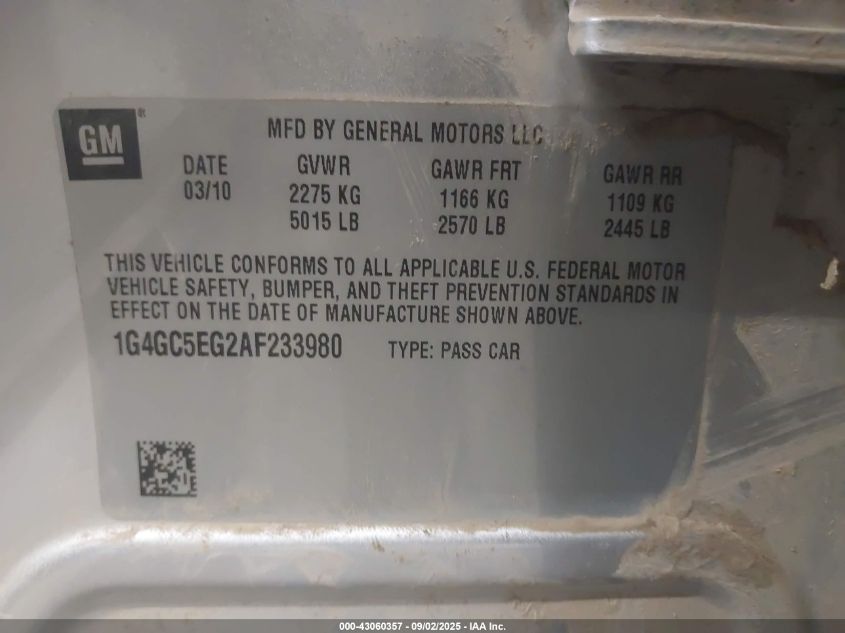 GM®
MFD BY GENERAL MOTORS LLC
DATE GVWR GAWR FRT GAWR RR
03/10 2275 KG 1166 KG 1109 KG
5015 LB 2570 LB 2445 LB
THIS VEHICLE CONFORMS TO ALL APPLICABLE U.S. FEDERAL MOTOR
VEHICLE SAFETY, BUMPER, AND THEFT PREVENTION STANDARDS IN
EFFECT ON THE DATE OF MANUFACTURE SHOWN ABOVE.
1G4GC5EG2AF233980 TYPE: PASS CAR
000-43060357 - 09/02/2025 - IAA Inc.